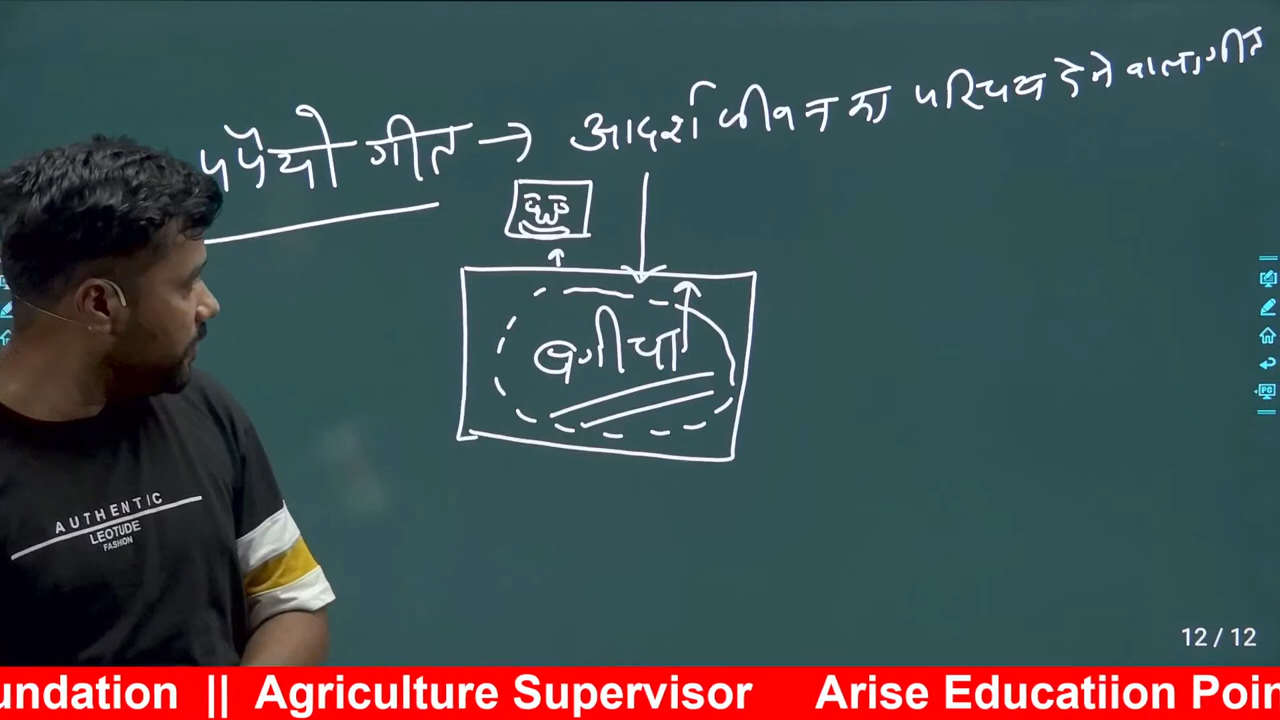 पपैयो गीत → आदर्श जीवन का परिचय देने वाला गीत
बगीचा
AUTHENTIC
LEOTUDE
FASHION
12 / 12
undation || Agriculture Supervisor Arise Educatiion Poin